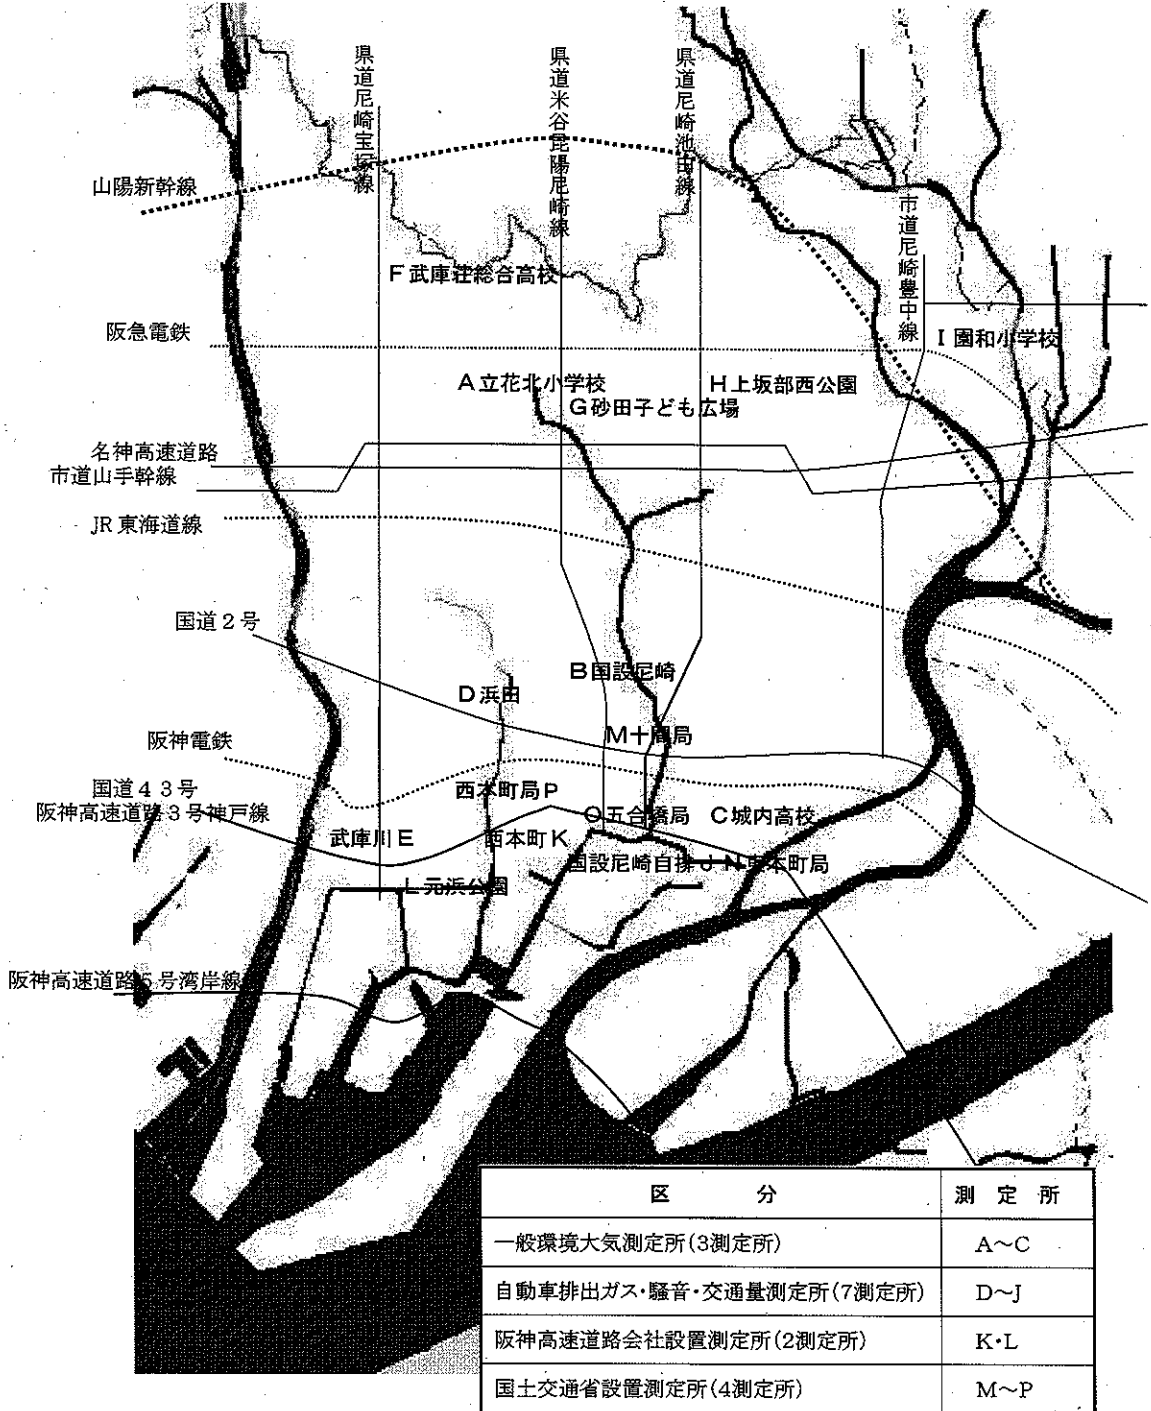 県道尼崎宝塚線
県道米谷昆陽尼崎線
県道尼崎池田線
山陽新幹線
市道尼崎豊中線
F 武庫荘総合高校
阪急電鉄
I 園和小学校
A 立花北小学校
H 上坂部西公園
G 砂田子ども広場
名神高速道路
市道山手幹線
JR 東海道線
国道2号
B 国設尼崎
D 浜田
M 十間局
阪神電鉄
国道43号
西本町局 P
阪神高速道路3号神戸線
O 五合橋局
C 城内高校
武庫川 E
西本町 K
国設尼崎自排 J
N 東本町局
L 元浜公園
阪神高速道路5号湾岸線
区 分 測 定 所
一般環境大気測定所(3測定所) A～C
自動車排出ガス・騒音・交通量測定所(7測定所) D～J
阪神高速道路会社設置測定所(2測定所) K・L
国土交通省設置測定所(4測定所) M～P